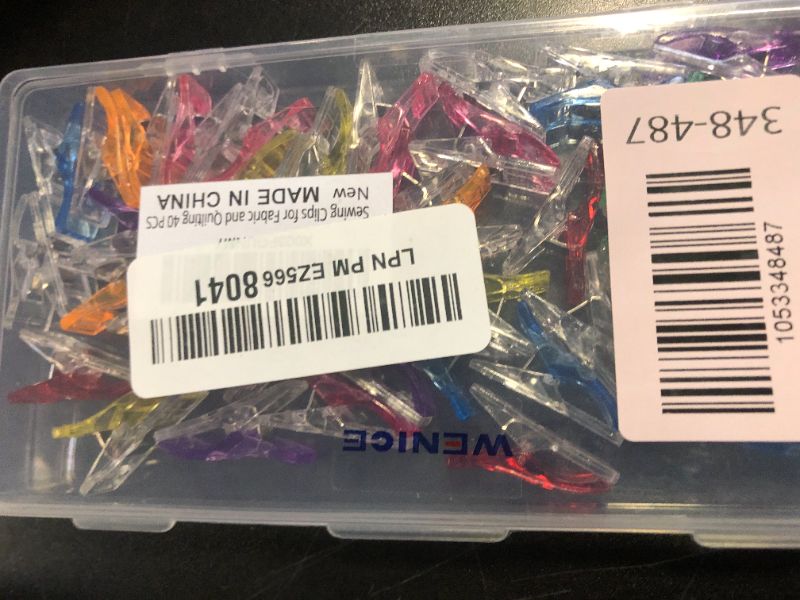 348-487
1053348487
Sewing Clips for Fabric and Quilting 40 PCS
New MADE IN CHINA
LPN PM EZ566 8041
WENICE